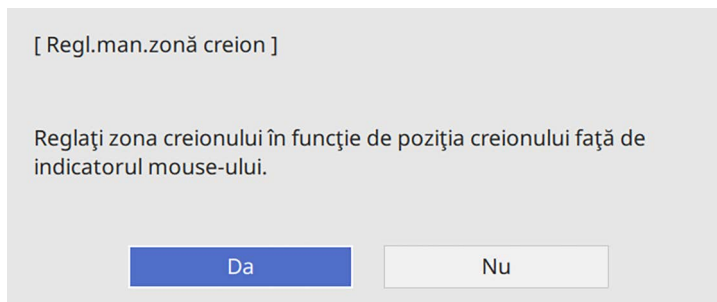 [ Regl.man.zonă creion ]
Reglaţi zona creionului în funcţie de poziţia creionului faţă de
indicatorul mouse-ului.
Da
Nu